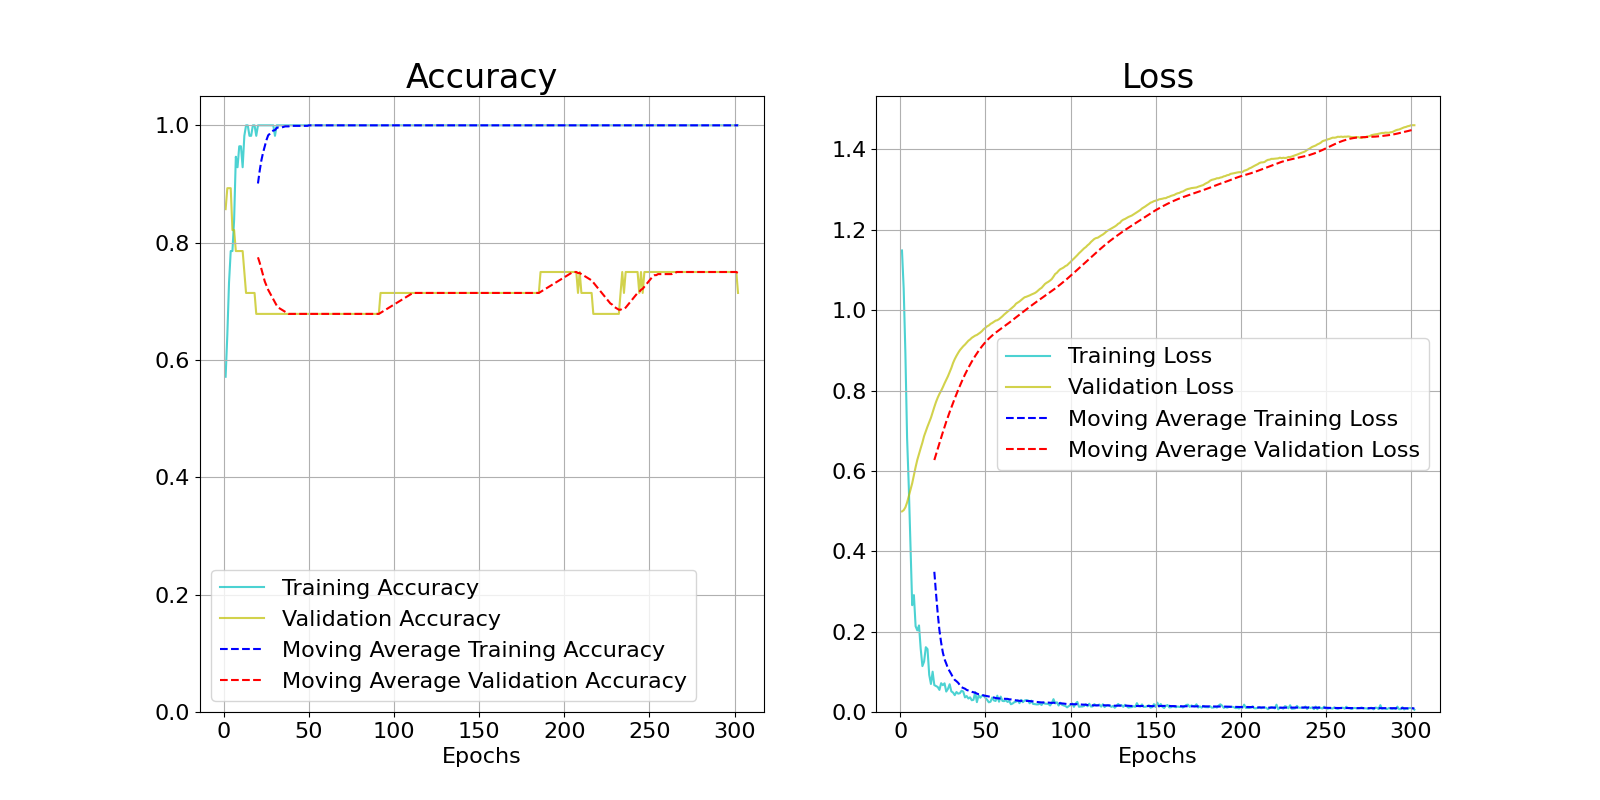 Accuracy
1.0
0.8
0.6
0.4
0.2
0.0
Training Accuracy
Validation Accuracy
Moving Average Training Accuracy
Moving Average Validation Accuracy
0 50 100 150 200 250 300
Epochs
Loss
1.4
1.2
1.0
0.8
0.6
0.4
0.2
0.0
Training Loss
Validation Loss
Moving Average Training Loss
Moving Average Validation Loss
0 50 100 150 200 250 300
Epochs